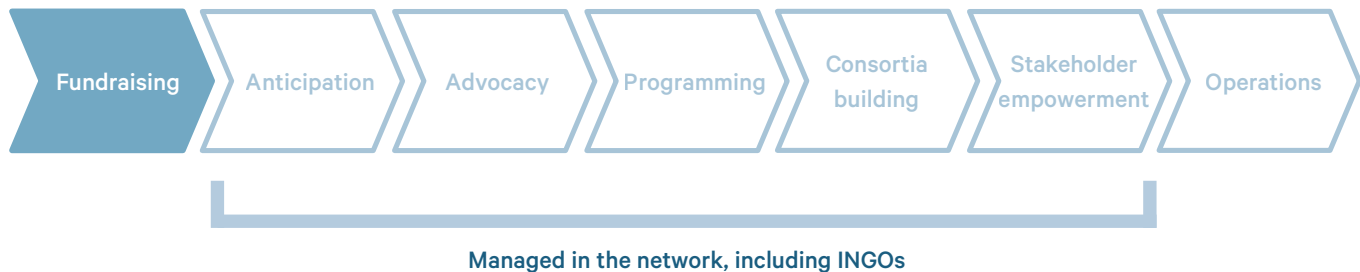 Fundraising
Anticipation
Advocacy
Programming
Consortia
building
Stakeholder
empowerment
Operations
Managed in the network, including INGOs